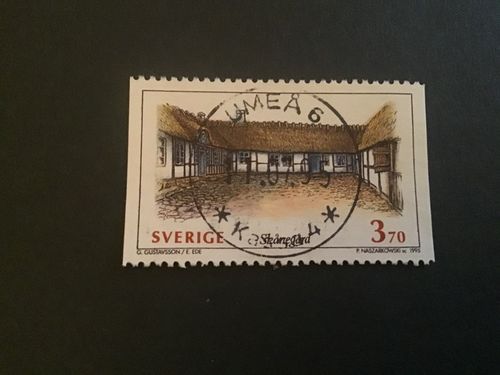 UMEÅ 6
SVERIGE Skånegård 3 70
G. GUSTAVSSON / E. EDE P. NASZARKOWSKI sc 1995